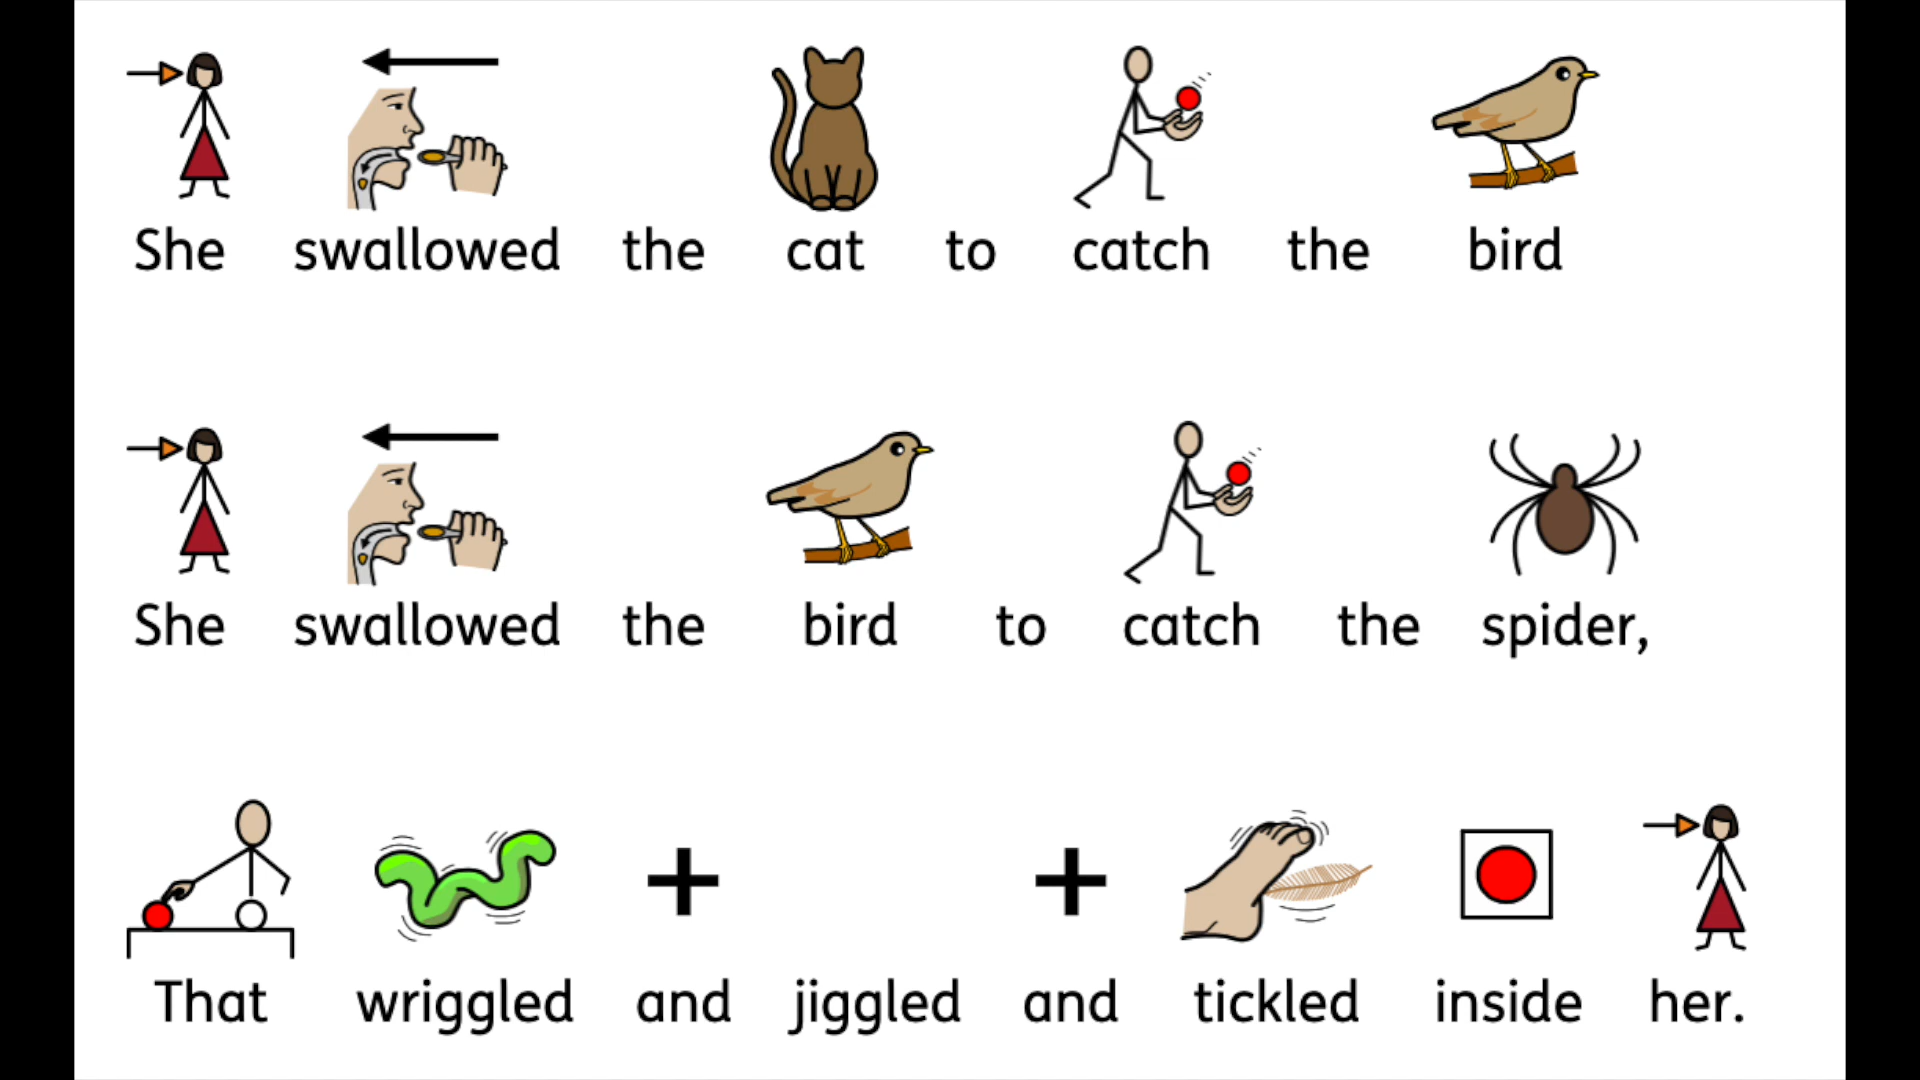 She swallowed the cat to catch the bird
She swallowed the bird to catch the spider,
That wriggled and jiggled and tickled inside her.